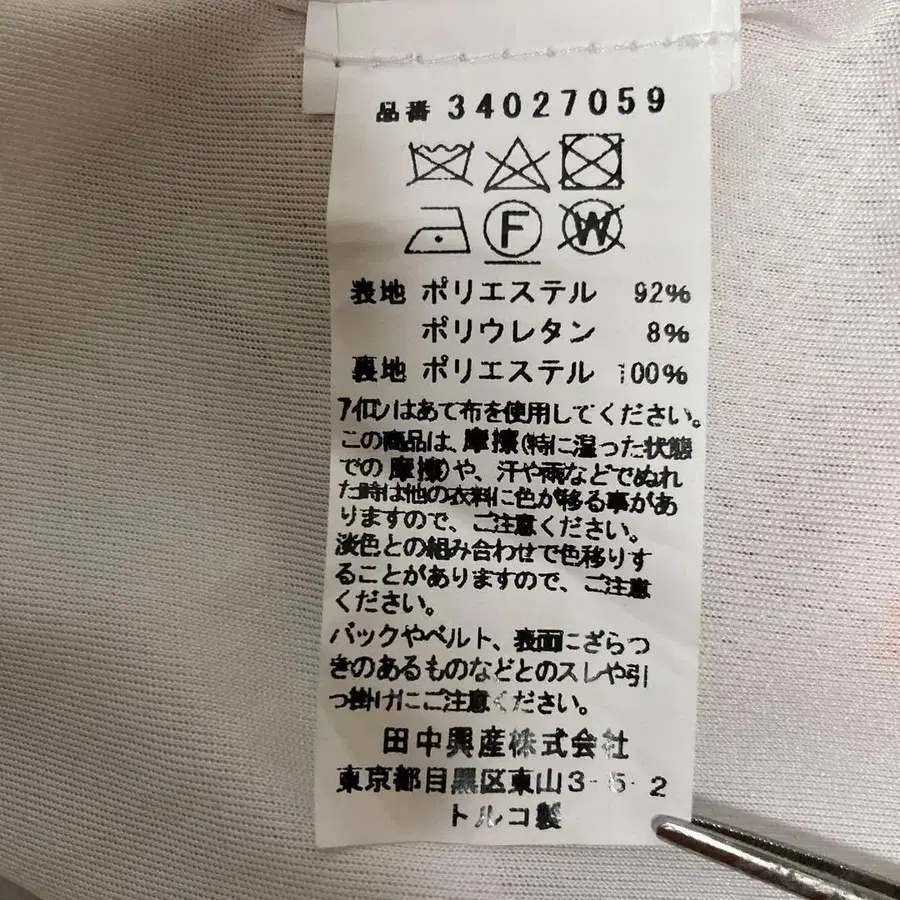 品番 34027059
F W
表地 ポリエステル 92%
ポリウレタン 8%
裏地 ポリエステル 100%
アイロンはあて布を使用してください。
この商品は、摩擦(特に湿った状態
での摩擦)や、汗や雨などでぬれ
た時は他の衣料に色が移る事があ
りますので、ご注意ください。
淡色との組み合わせで色移りす
ることがありますので、ご注意
ください。
バックやベルト、表面にざらつ
きのあるものなどとのスレや引
っ掛けにご注意ください。
田中興産株式会社
東京都目黒区東山3-5-2
トルコ製